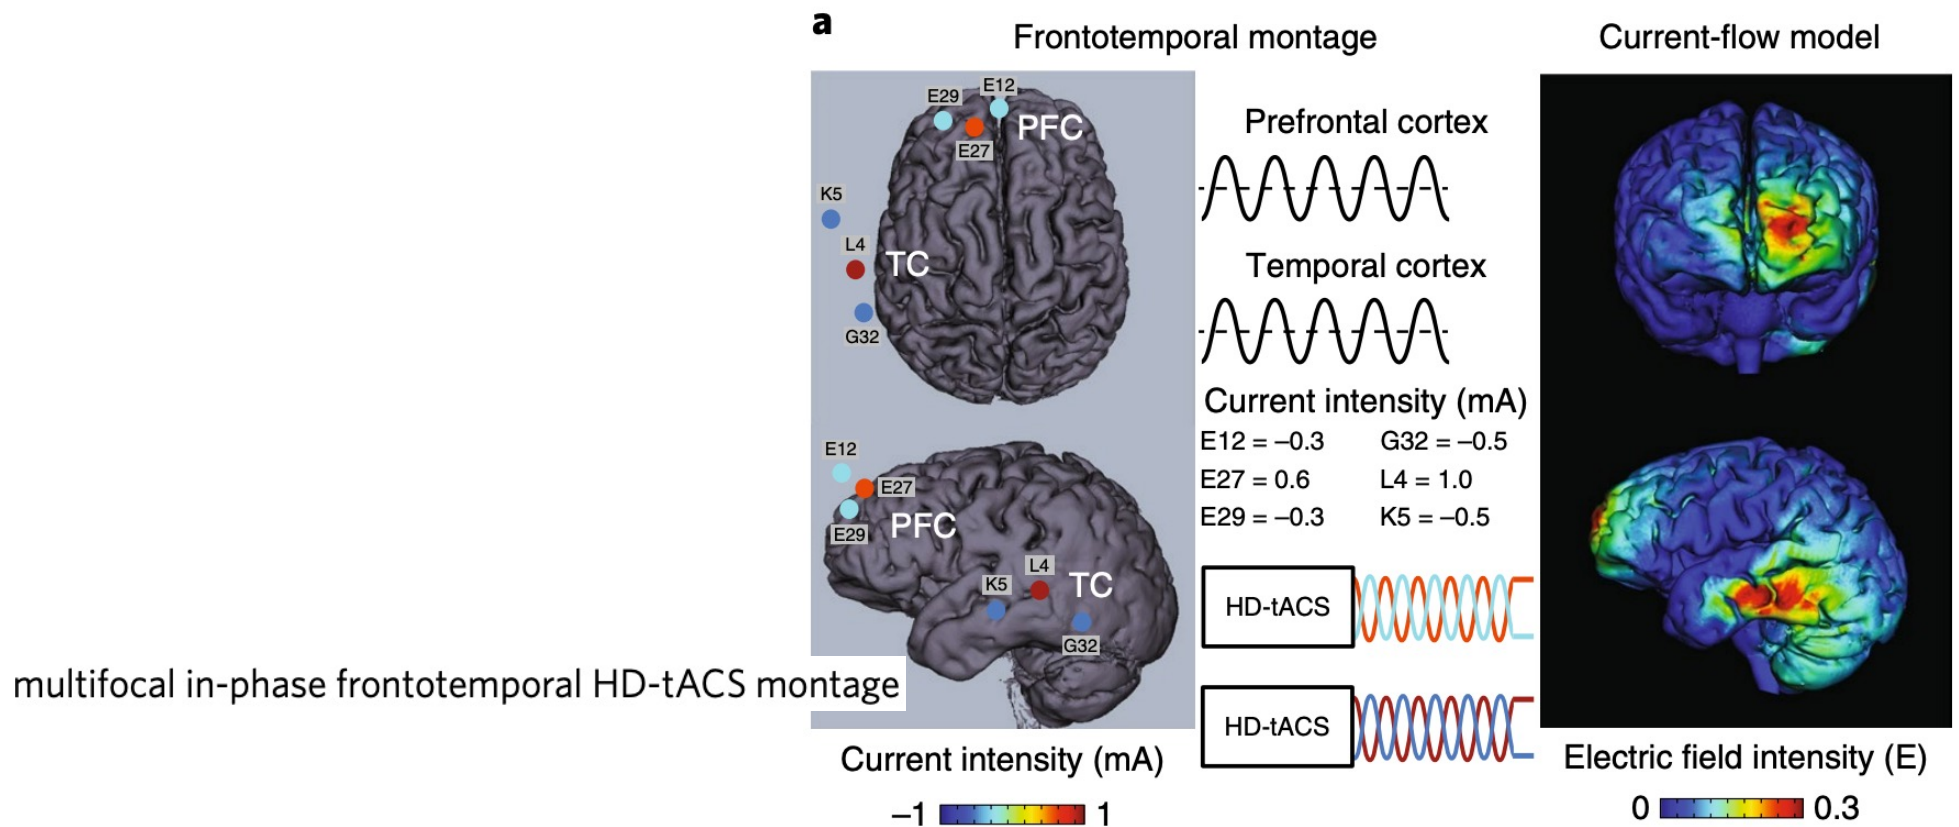 a
Frontotemporal montage
Current-flow model
E29
E12
PFC
E27
K5
L4
TC
G32
E12
E27
E29
PFC
K5
L4
TC
G32
Prefrontal cortex
Temporal cortex
Current intensity (mA)
E12 = –0.3 G32 = –0.5
E27 = 0.6 L4 = 1.0
E29 = –0.3 K5 = –0.5
HD-tACS
HD-tACS
multifocal in-phase frontotemporal HD-tACS montage
Current intensity (mA)
–1 1
Electric field intensity (E)
0 0.3